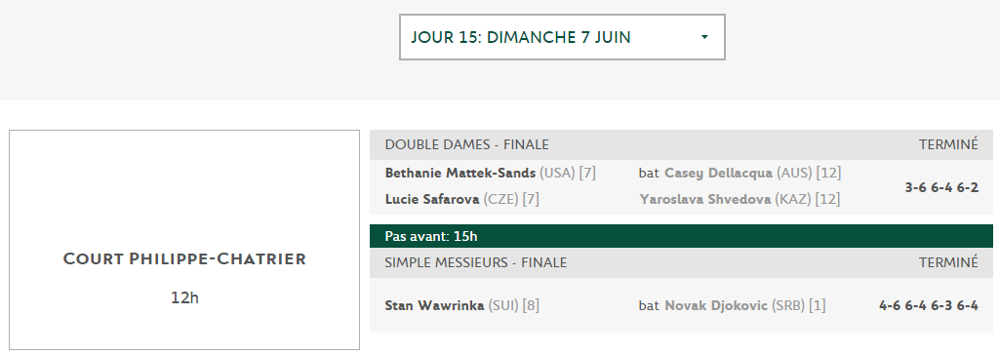 JOUR 15: DIMANCHE 7 JUIN
COURT PHILIPPE-CHATRIER
12h
DOUBLE DAMES - FINALE TERMINÉ
Bethanie Mattek-Sands (USA) [7] bat Casey Dellacqua (AUS) [12]
Lucie Safarova (CZE) [7] Yaroslava Shvedova (KAZ) [12]
3-6 6-4 6-2
Pas avant: 15h
SIMPLE MESSIEURS - FINALE TERMINÉ
Stan Wawrinka (SUI) [8] bat Novak Djokovic (SRB) [1] 4-6 6-4 6-3 6-4